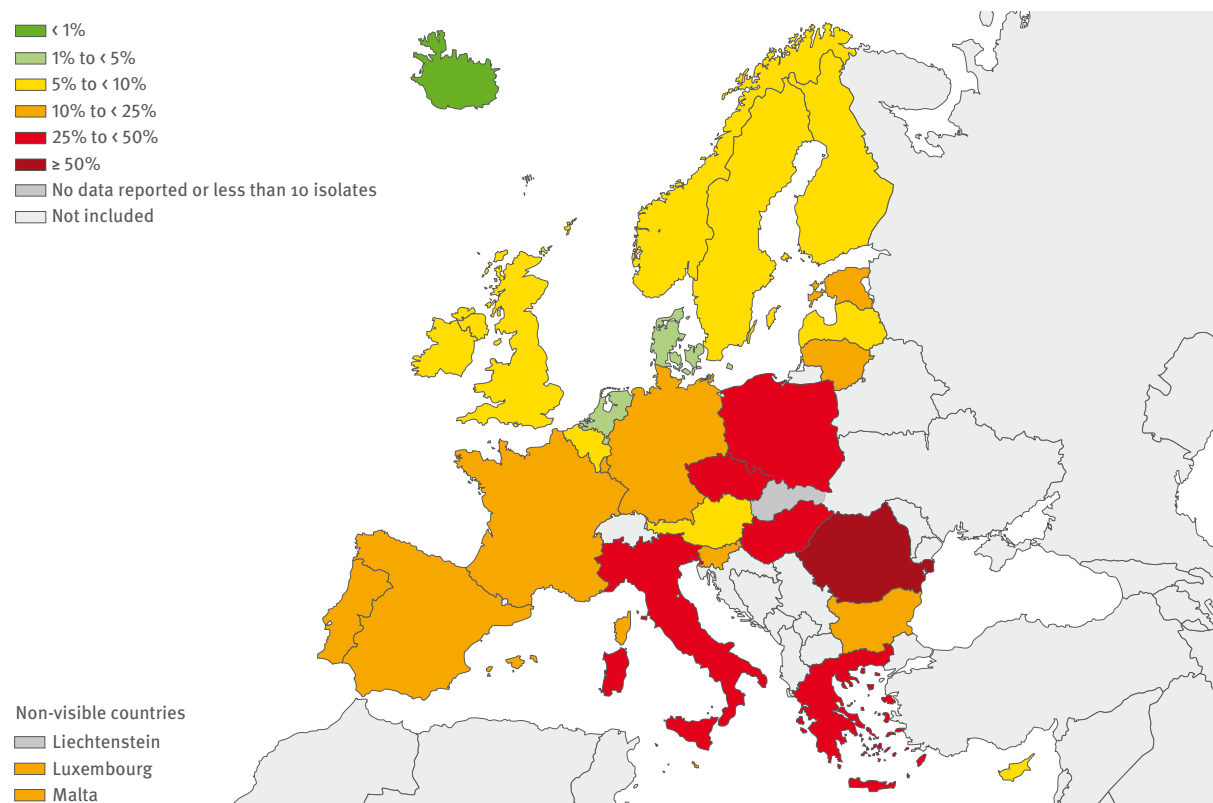 < 1%
1% to < 5%
5% to < 10%
10% to < 25%
25% to < 50%
≥ 50%
No data reported or less than 10 isolates
Not included
Non-visible countries
Liechtenstein
Luxembourg
Malta